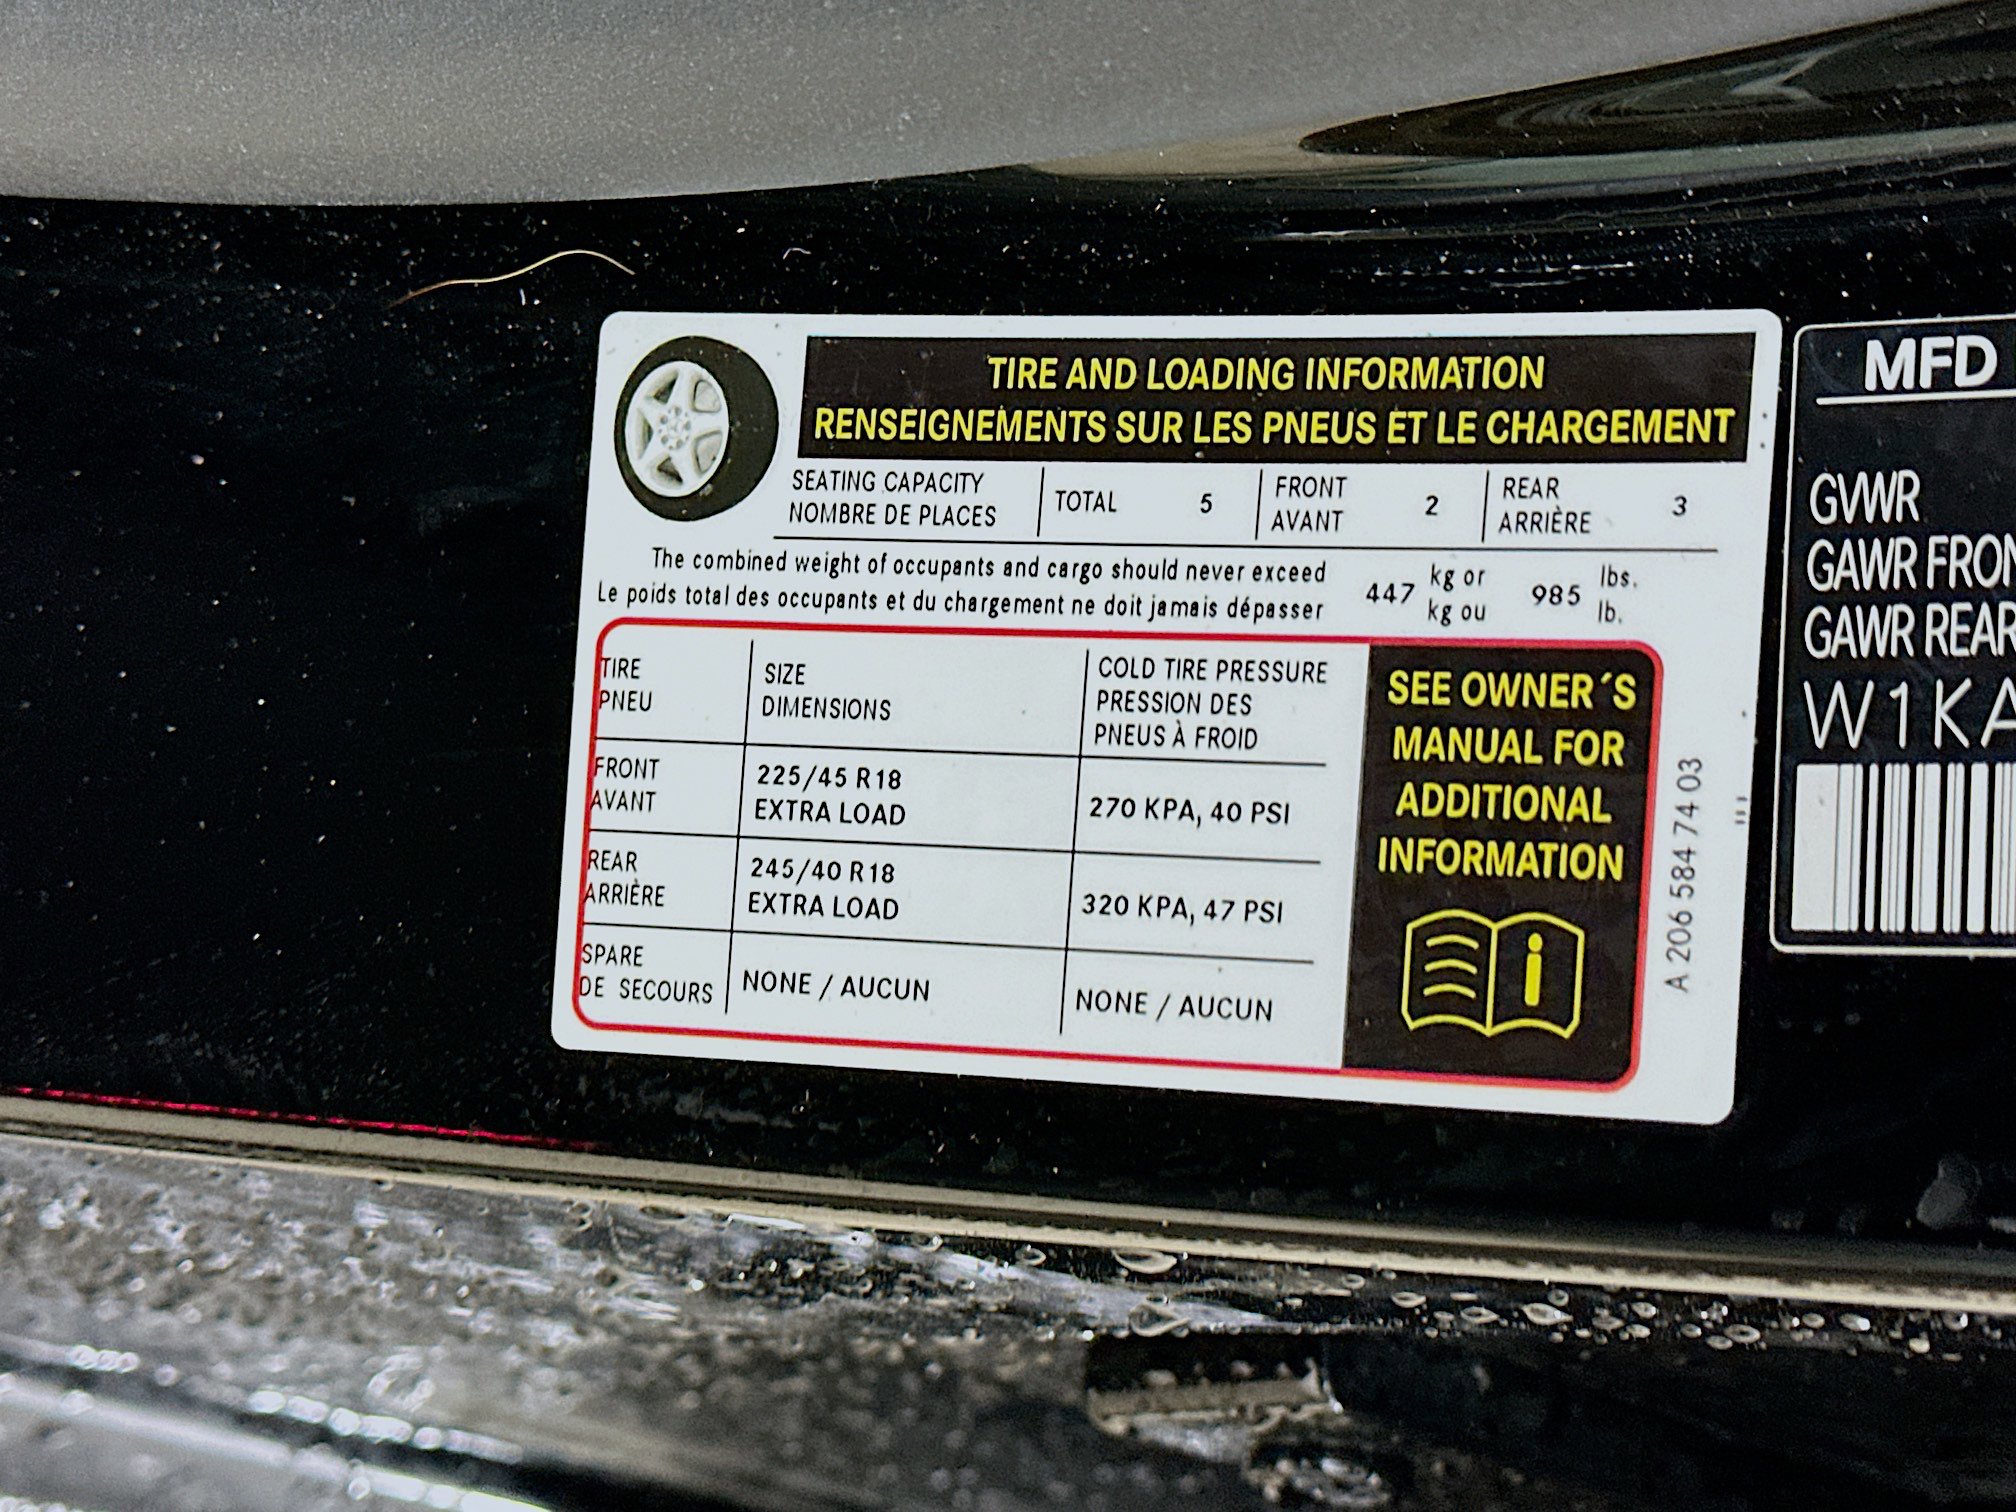 TIRE AND LOADING INFORMATION
RENSEIGNEMENTS SUR LES PNEUS ET LE CHARGEMENT
SEATING CAPACITY
NOMBRE DE PLACES
TOTAL 5
FRONT
AVANT
2
REAR
ARRIÈRE
3
The combined weight of occupants and cargo should never exceed
Le poids total des occupants et du chargement ne doit jamais dépasser
447
kg or
kg ou
985
lbs.
lb.
TIRE
PNEU
SIZE
DIMENSIONS
COLD TIRE PRESSURE
PRESSION DES
PNEUS À FROID
FRONT
AVANT
225/45 R18
EXTRA LOAD
270 KPA, 40 PSI
REAR
ARRIÈRE
245/40 R18
EXTRA LOAD
320 KPA, 47 PSI
SPARE
DE SECOURS
NONE / AUCUN
NONE / AUCUN
SEE OWNER´S
MANUAL FOR
ADDITIONAL
INFORMATION
A 206 584 74 03
MFD
GVWR
GAWR FRON
GAWR REAR
W1KA